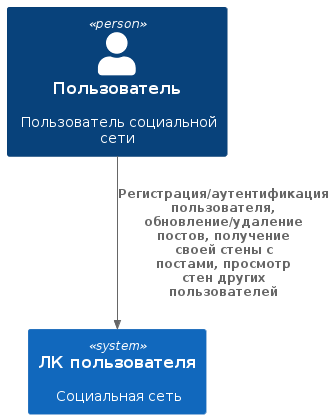 «person»
Пользователь
Пользователь социальной
сети
Регистрация/аутентификация
пользователя,
обновление/удаление
постов, получение
своей стены с
постами, просмотр
стен других
пользователей
«system»
ЛК пользователя
Социальная сеть